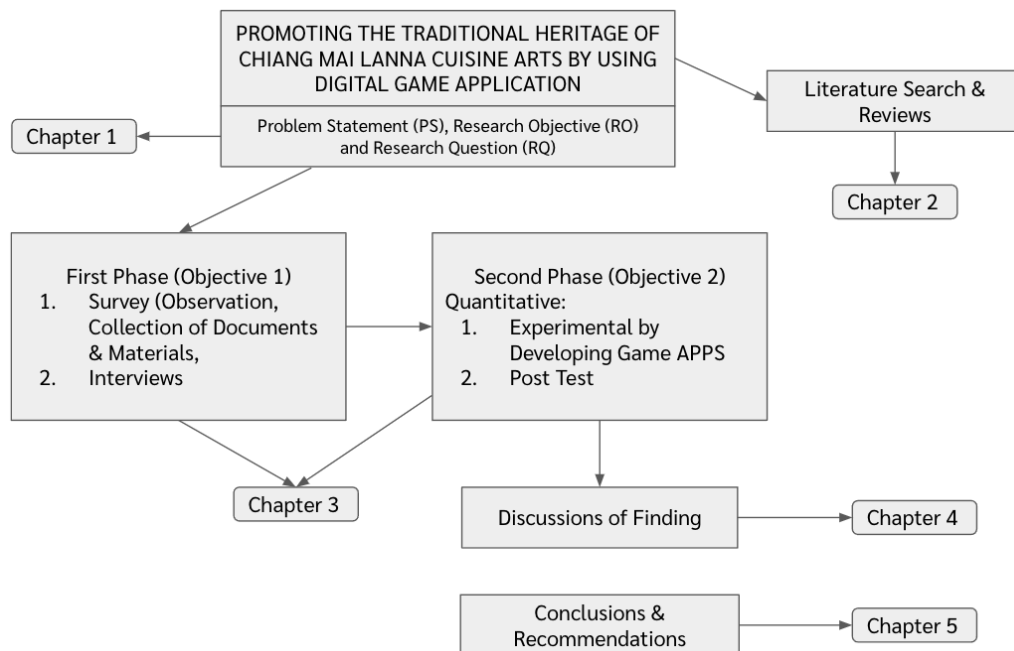 PROMOTING THE TRADITIONAL HERITAGE OF
CHIANG MAI LANNA CUISINE ARTS BY USING
DIGITAL GAME APPLICATION
Problem Statement (PS), Research Objective (RO)
and Research Question (RQ)
Literature Search &
Reviews
Chapter 1
Chapter 2
First Phase (Objective 1)
1. Survey (Observation,
Collection of Documents
& Materials,
2. Interviews
Second Phase (Objective 2)
Quantitative:
1. Experimental by
Developing Game APPS
2. Post Test
Chapter 3
Discussions of Finding
Chapter 4
Conclusions &
Recommendations
Chapter 5